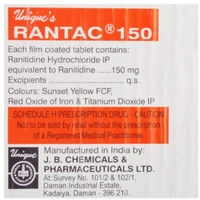 Unique's
RANTAC® 150
Each film coated tablet contains:
Ranitidine Hydrochloride IP
equivalent to Ranitidine ......150 mg
Excipients ........................ q.s.
Colours: Sunset Yellow FCF,
Red Oxide of Iron & Titanium Dioxide IP
SCHEDULE H PRESCRIPTION DRUG - CAUTION
Not to be sold by retail without the prescription
of a Registered Medical Practitioner.
Unique
Manufactured in India by:
J. B. CHEMICALS &
PHARMACEUTICALS LTD.
At: Survey No. 101/2 & 102/1,
Daman Industrial Estate,
Kadaiya, Daman - 396 210.